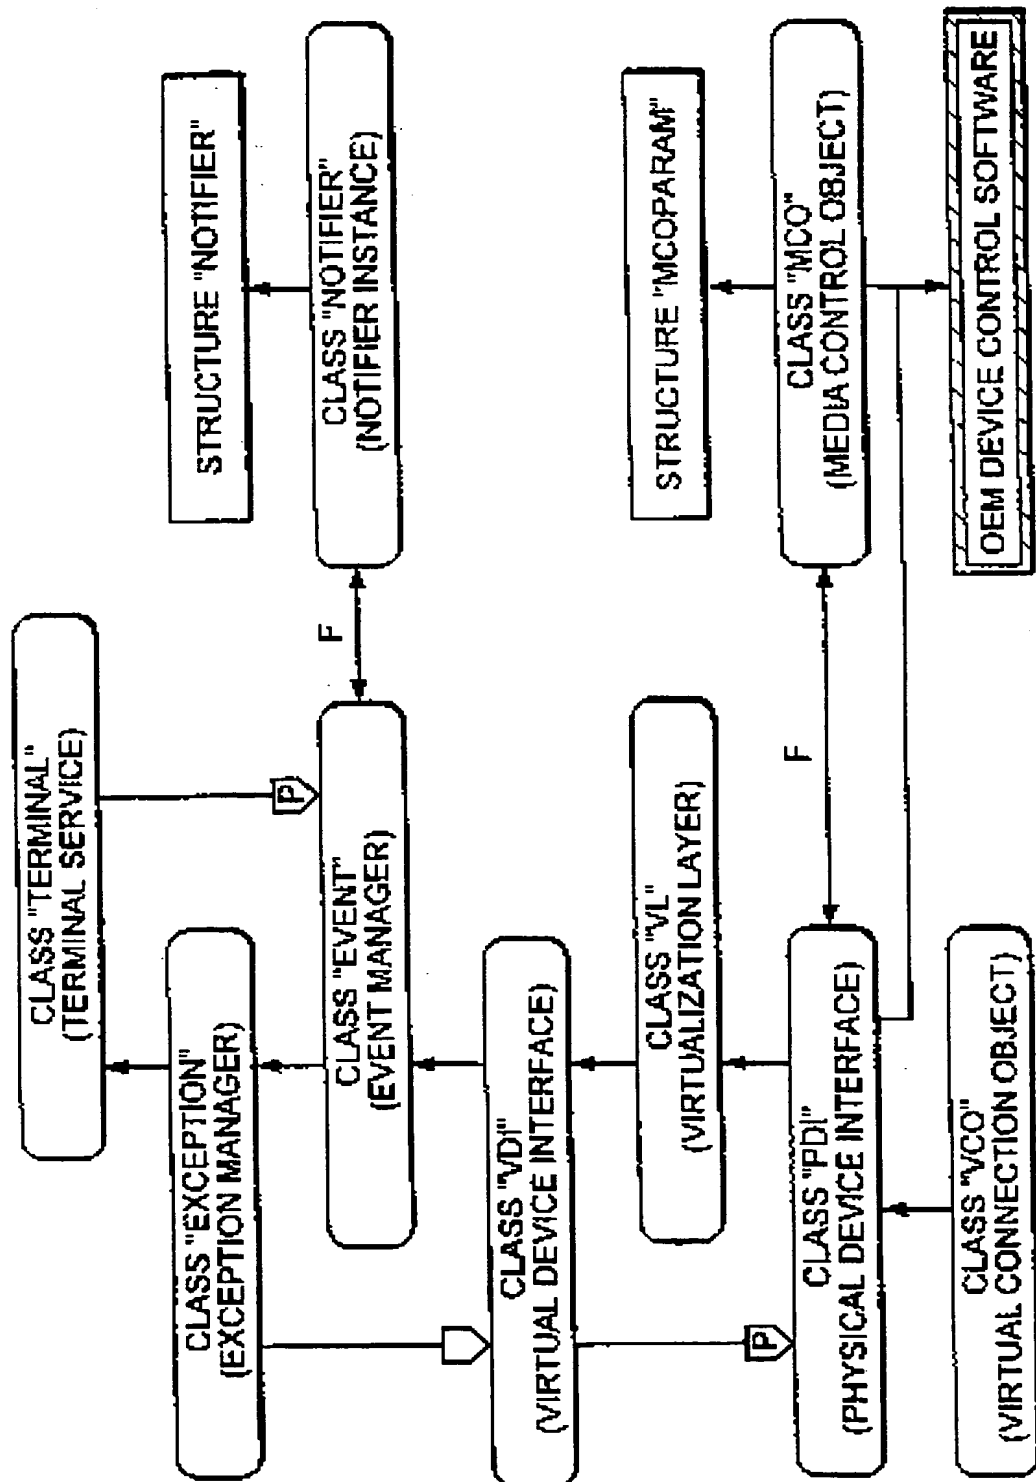 CLASS "TERMINAL"
(TERMINAL SERVICE)
CLASS "EXCEPTION"
(EXCEPTION MANAGER)
STRUCTURE "NOTIFIER"
P
CLASS "EVENT"
(EVENT MANAGER)
F
CLASS "NOTIFIER"
(NOTIFIER INSTANCE)
CLASS "VDI"
(VIRTUAL DEVICE INTERFACE)
CLASS "VL"
(VIRTUALIZATION LAYER)
STRUCTURE "MCOPARAM"
P
CLASS "PDI"
(PHYSICAL DEVICE INTERFACE)
F
CLASS "MCO"
(MEDIA CONTROL OBJECT)
CLASS "VCO"
(VIRTUAL CONNECTION OBJECT)
OEM DEVICE CONTROL SOFTWARE